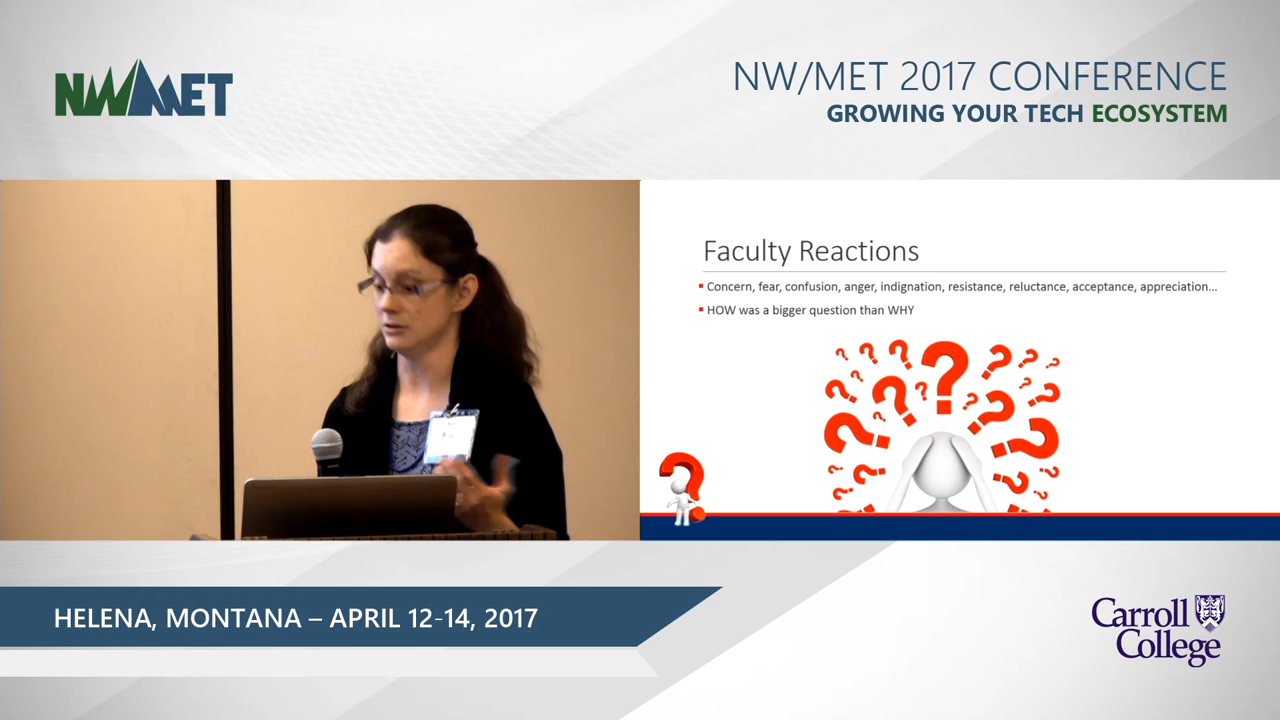 NWMET
NW/MET 2017 CONFERENCE
GROWING YOUR TECH ECOSYSTEM
Faculty Reactions
Concern, fear, confusion, anger, indignation, resistance, reluctance, acceptance, appreciation...
HOW was a bigger question than WHY
HELENA, MONTANA – APRIL 12-14, 2017
Carroll
College